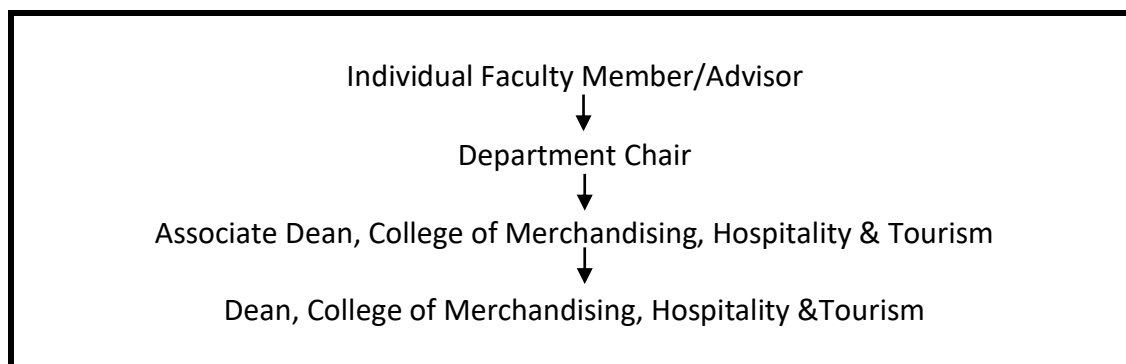 Individual Faculty Member/Advisor
Department Chair
Associate Dean, College of Merchandising, Hospitality & Tourism
Dean, College of Merchandising, Hospitality &Tourism